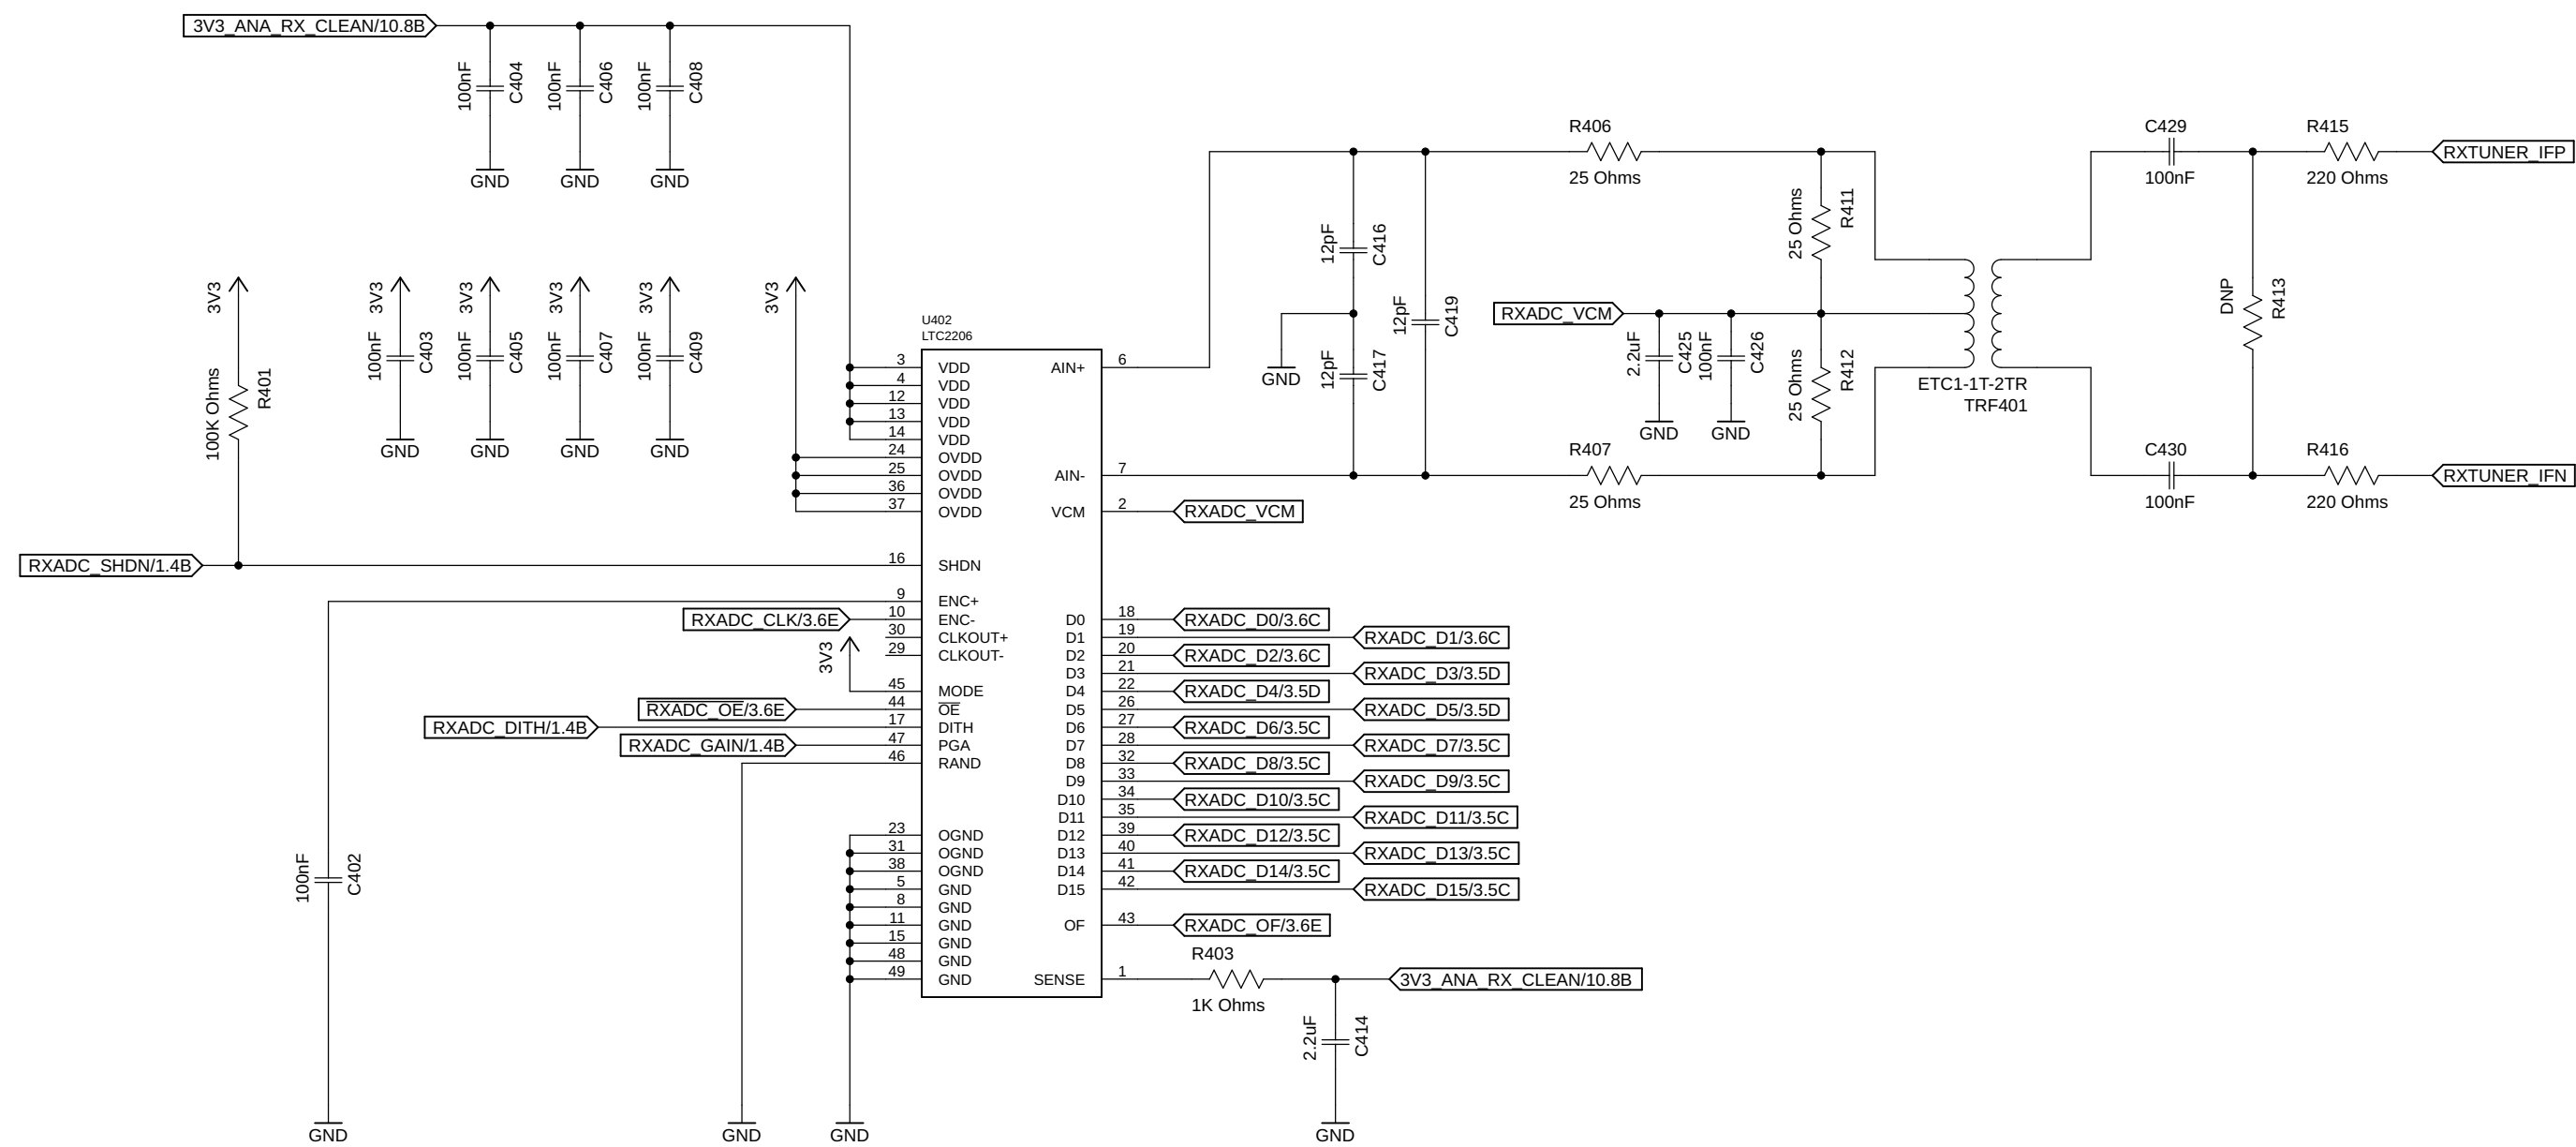 3V3_ANA_RX_CLEAN/10.8B
100nF
C404
100nF
C406
100nF
C408
GND
GND
GND
3V3
100K Ohms
R401
3V3
100nF
C403
3V3
100nF
C405
3V3
100nF
C407
3V3
100nF
C409
3V3
GND
GND
GND
GND
RXADC_SHDN/1.4B
RXADC_CLK/3.6E
3V3
RXADC_OE/3.6E
RXADC_DITH/1.4B
RXADC_GAIN/1.4B
100nF
C402
GND
GND
GND
U402
LTC2206
3 VDD
4 VDD
12 VDD
13 VDD
14 VDD
24 OVDD
25 OVDD
36 OVDD
37 OVDD
16 SHDN
9 ENC+
10 ENC-
30 CLKOUT+
29 CLKOUT-
45 MODE
44 OE
17 DITH
47 PGA
46 RAND
23 OGND
31 OGND
38 OGND
5 GND
8 GND
11 GND
15 GND
48 GND
49 GND
AIN+ 6
AIN- 7
VCM 2 RXADC_VCM
D0 18 RXADC_D0/3.6C
D1 19 RXADC_D1/3.6C
D2 20 RXADC_D2/3.6C
D3 21 RXADC_D3/3.5D
D4 22 RXADC_D4/3.5D
D5 26 RXADC_D5/3.5D
D6 27 RXADC_D6/3.5C
D7 28 RXADC_D7/3.5C
D8 32 RXADC_D8/3.5C
D9 33 RXADC_D9/3.5C
D10 34 RXADC_D10/3.5C
D11 35 RXADC_D11/3.5C
D12 39 RXADC_D12/3.5C
D13 40 RXADC_D13/3.5C
D14 41 RXADC_D14/3.5C
D15 42 RXADC_D15/3.5C
OF 43 RXADC_OF/3.6E
SENSE 1
R403
1K Ohms
3V3_ANA_RX_CLEAN/10.8B
2.2uF
C414
GND
12pF
C416
GND
12pF
C417
12pF
C419
R406
25 Ohms
R407
25 Ohms
RXADC_VCM
2.2uF
C425
GND
100nF
C426
GND
25 Ohms
R411
25 Ohms
R412
ETC1-1T-2TR
TRF401
C429
100nF
C430
100nF
DNP
R413
R415
220 Ohms
R416
220 Ohms
RXTUNER_IFP
RXTUNER_IFN